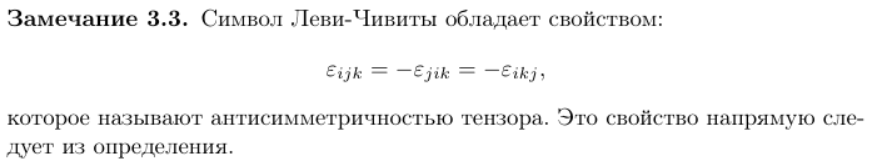 Замечание 3.3. Символ Леви-Чивиты обладает свойством:
εᵢⱼₖ = −εⱼᵢₖ = −εᵢₖⱼ,
которое называют антисимметричностью тензора. Это свойство напрямую сле-
дует из определения.